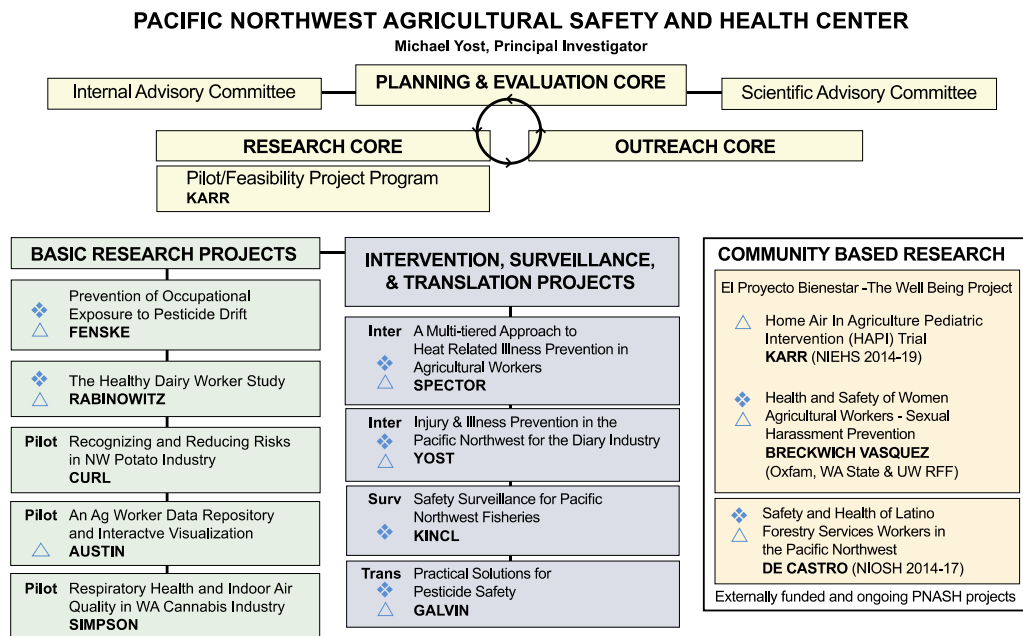 PACIFIC NORTHWEST AGRICULTURAL SAFETY AND HEALTH CENTER
Michael Yost, Principal Investigator
PLANNING & EVALUATION CORE
Internal Advisory Committee
Scientific Advisory Committee
RESEARCH CORE
OUTREACH CORE
Pilot/Feasibility Project Program
KARR
BASIC RESEARCH PROJECTS
Prevention of Occupational
Exposure to Pesticide Drift
FENSKE
The Healthy Dairy Worker Study
RABINOWITZ
Pilot Recognizing and Reducing Risks
in NW Potato Industry
CURL
Pilot An Ag Worker Data Repository
and Interactve Visualization
AUSTIN
Pilot Respiratory Health and Indoor Air
Quality in WA Cannabis Industry
SIMPSON
INTERVENTION, SURVEILLANCE,
& TRANSLATION PROJECTS
Inter A Multi-tiered Approach to
Heat Related Illness Prevention in
Agricultural Workers
SPECTOR
Inter Injury & Illness Prevention in the
Pacific Northwest for the Diary Industry
YOST
Surv Safety Surveillance for Pacific
Northwest Fisheries
KINCL
Trans Practical Solutions for
Pesticide Safety
GALVIN
COMMUNITY BASED RESEARCH
El Proyecto Bienestar -The Well Being Project
Home Air In Agriculture Pediatric
Intervention (HAPI) Trial
KARR (NIEHS 2014-19)
Health and Safety of Women
Agricultural Workers - Sexual
Harassment Prevention
BRECKWICH VASQUEZ
(Oxfam, WA State & UW RFF)
Safety and Health of Latino
Forestry Services Workers in
the Pacific Northwest
DE CASTRO (NIOSH 2014-17)
Externally funded and ongoing PNASH projects